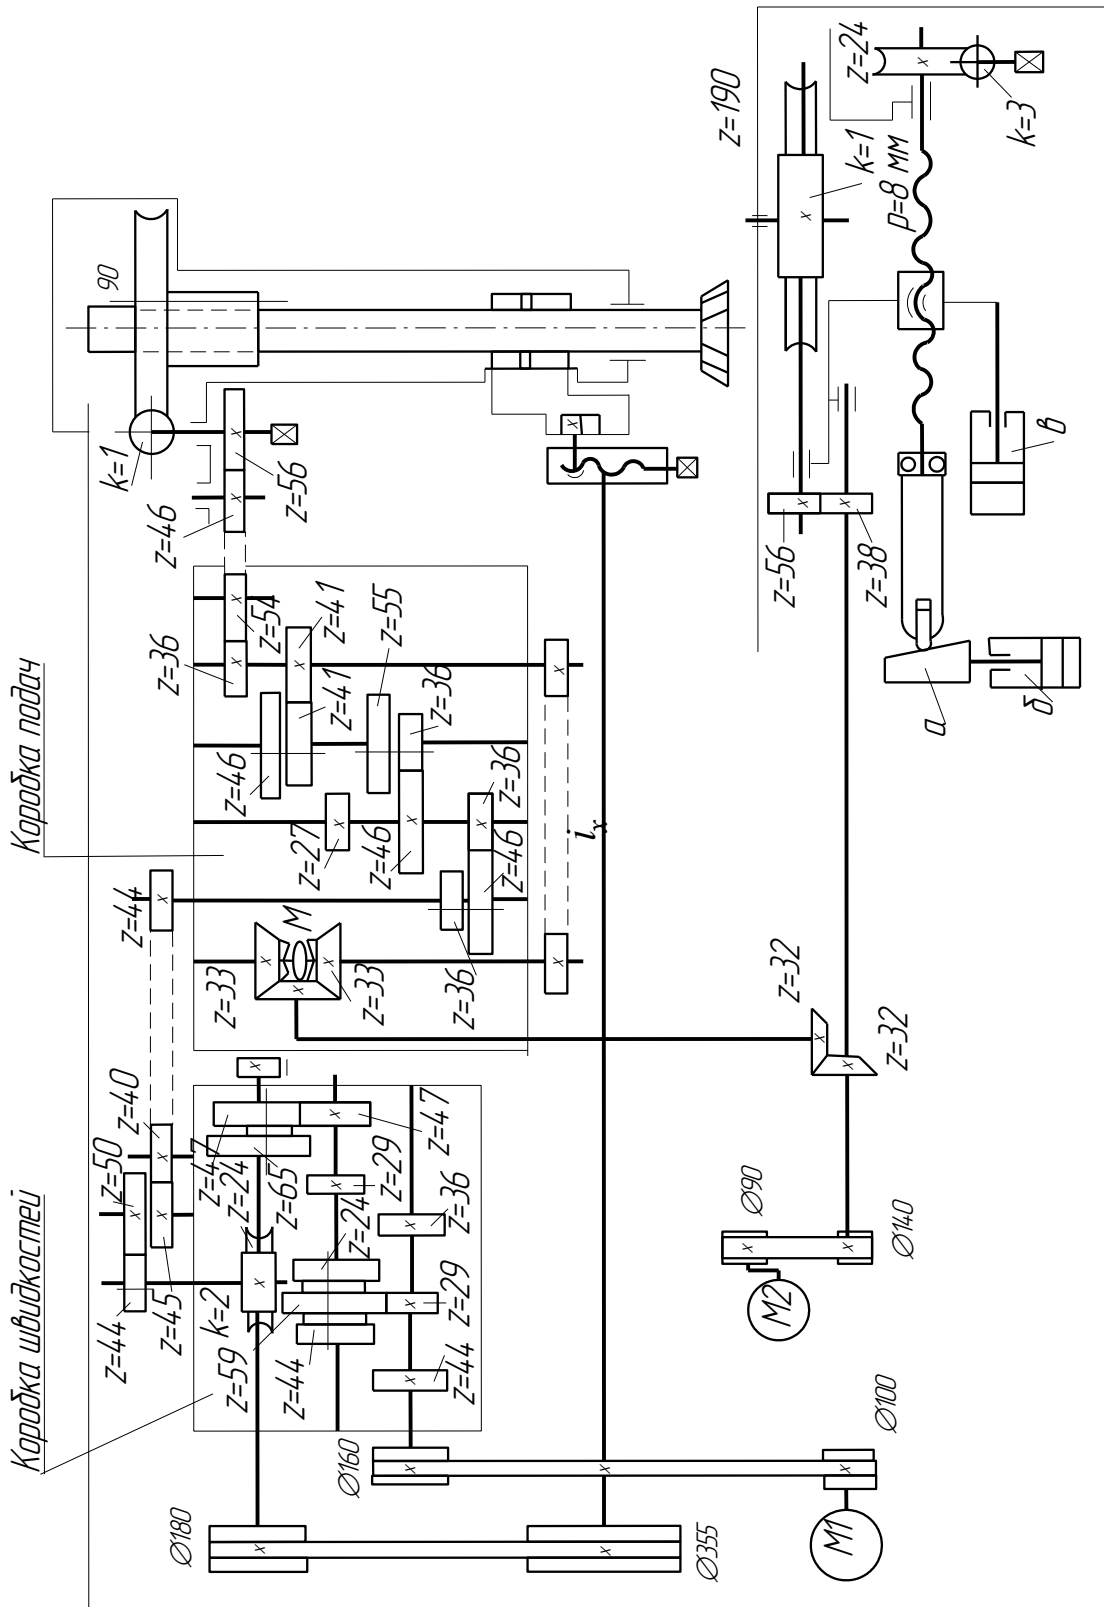 Коробка швидкостей
Коробка подач
z=50
z=40
z=44
z=44
z=45
z=47
z=24
z=65
k=2
z=59
z=44
z=24
z=29
z=47
z=36
z=29
z=44
Ø180
Ø160
Ø355
Ø100
M1
M2
Ø90
Ø140
z=32
z=32
z=33
M
z=33
z=36
z=46
z=27
z=46
z=36
z=46
z=41
z=55
z=36
z=41
z=36
z=54
z=46
z=56
k=1
90
iₓ
z=190
k=1
p=8 мм
z=24
k=3
z=56
z=38
а
б
в